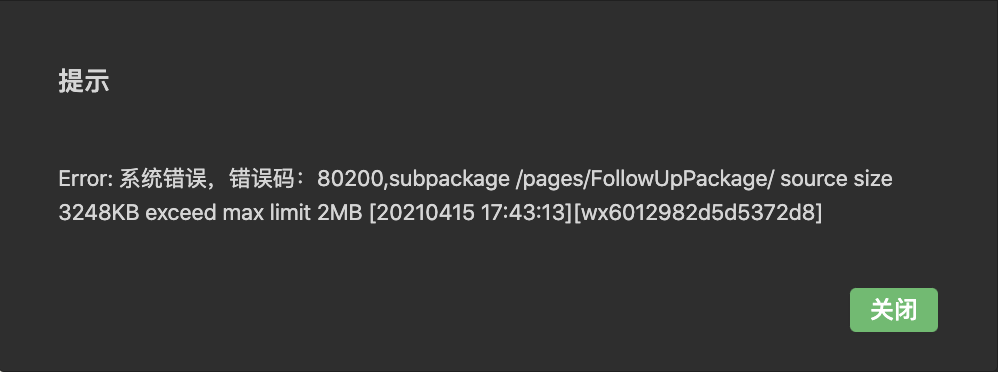 提示
Error: 系统错误，错误码：80200,subpackage /pages/FollowUpPackage/ source size
3248KB exceed max limit 2MB [20210415 17:43:13][wx6012982d5d5372d8]
关闭